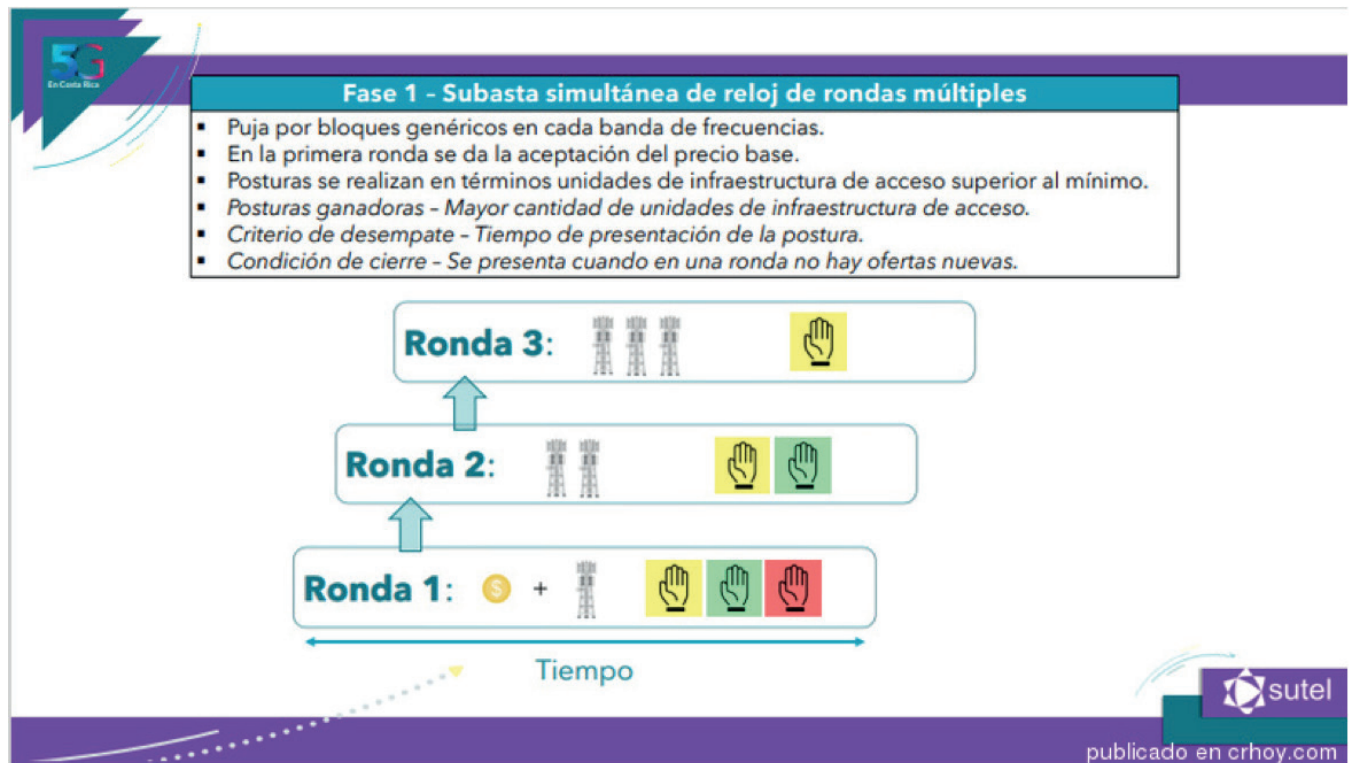 5G
En Costa Rica
Fase 1 – Subasta simultánea de reloj de rondas múltiples
▪ Puja por bloques genéricos en cada banda de frecuencias.
▪ En la primera ronda se da la aceptación del precio base.
▪ Posturas se realizan en términos unidades de infraestructura de acceso superior al mínimo.
▪ Posturas ganadoras – Mayor cantidad de unidades de infraestructura de acceso.
▪ Criterio de desempate – Tiempo de presentación de la postura.
▪ Condición de cierre – Se presenta cuando en una ronda no hay ofertas nuevas.
Ronda 3:
Ronda 2:
Ronda 1: $ +
Tiempo
sutel
publicado en crhoy.com